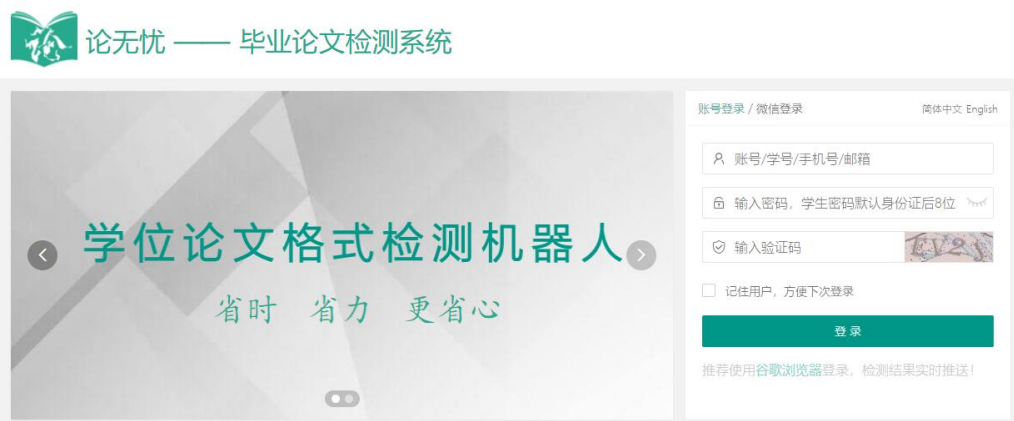 论无忧 —— 毕业论文检测系统
学位论文格式检测机器人
省时 省力 更省心
账号登录 / 微信登录 简体中文 English
账号/学号/手机号/邮箱
输入密码，学生密码默认身份证后8位
输入验证码
记住用户，方便下次登录
登 录
推荐使用谷歌浏览器登录，检测结果实时推送！